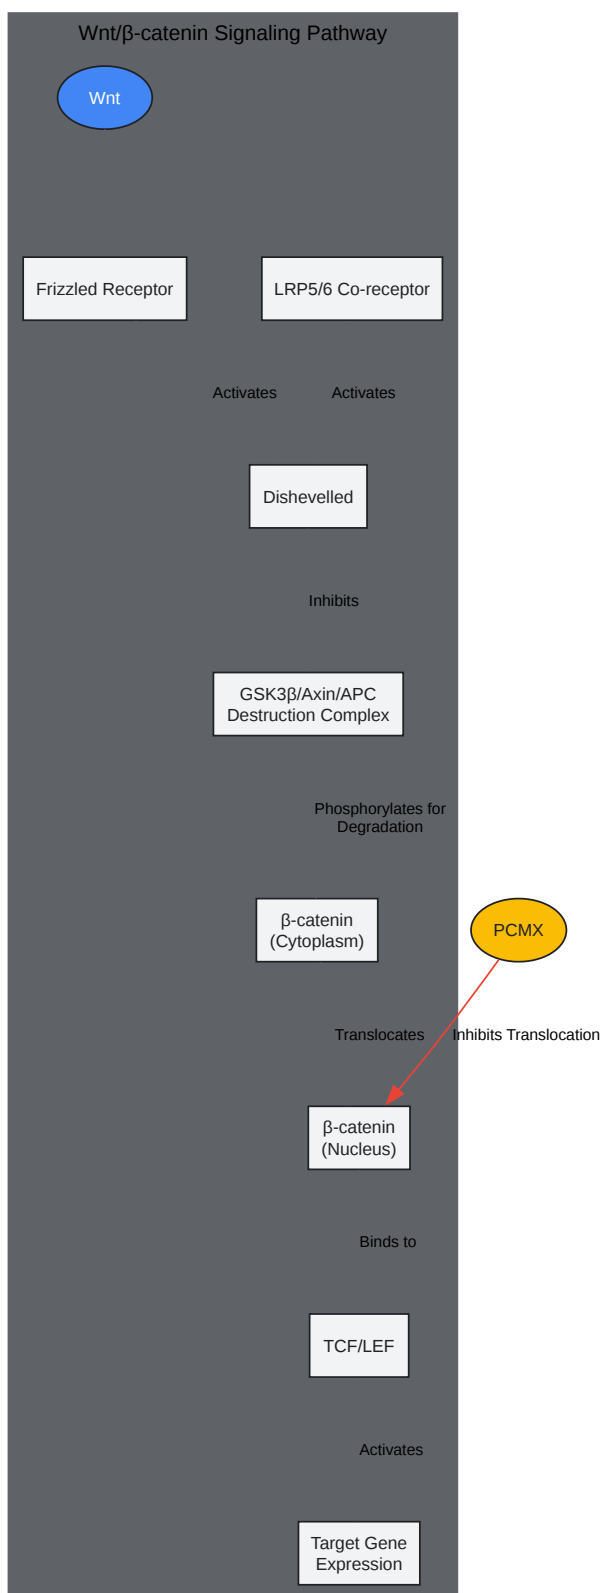 Wnt/β-catenin Signaling Pathway
Wnt
Frizzled Receptor
LRP5/6 Co-receptor
Activates
Activates
Dishevelled
Inhibits
GSK3β/Axin/APC
Destruction Complex
Phosphorylates for
Degradation
β-catenin
(Cytoplasm)
PCMX
Translocates
Inhibits Translocation
β-catenin
(Nucleus)
Binds to
TCF/LEF
Activates
Target Gene
Expression